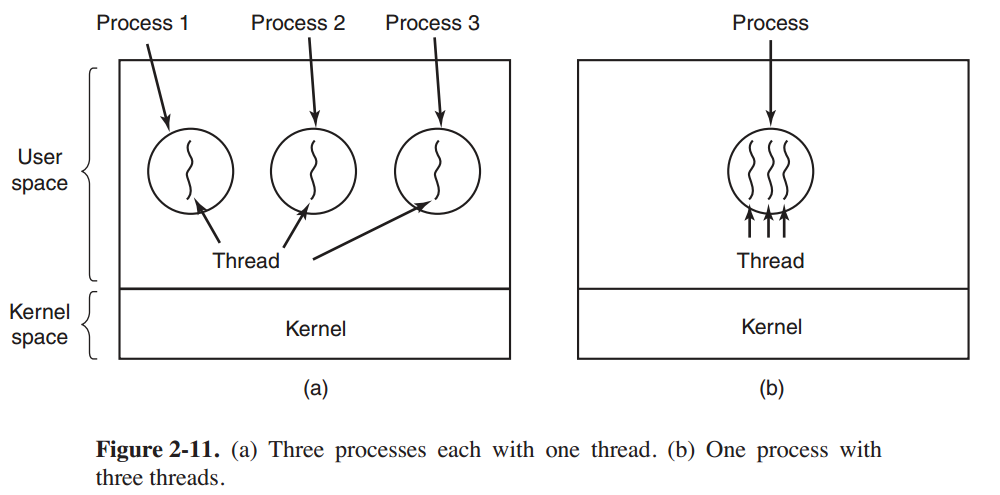 Process 1
Process 2
Process 3
Process
User
space
Thread
Thread
Kernel
space
Kernel
Kernel
(a)
(b)
Figure 2-11. (a) Three processes each with one thread. (b) One process with
three threads.